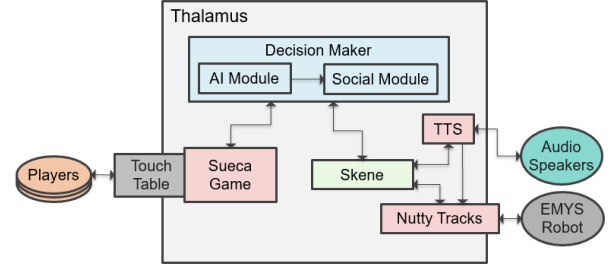 Thalamus
Decision Maker
AI Module
Social Module
TTS
Audio
Speakers
Players
Touch
Table
Sueca
Game
Skene
Nutty Tracks
EMYS
Robot